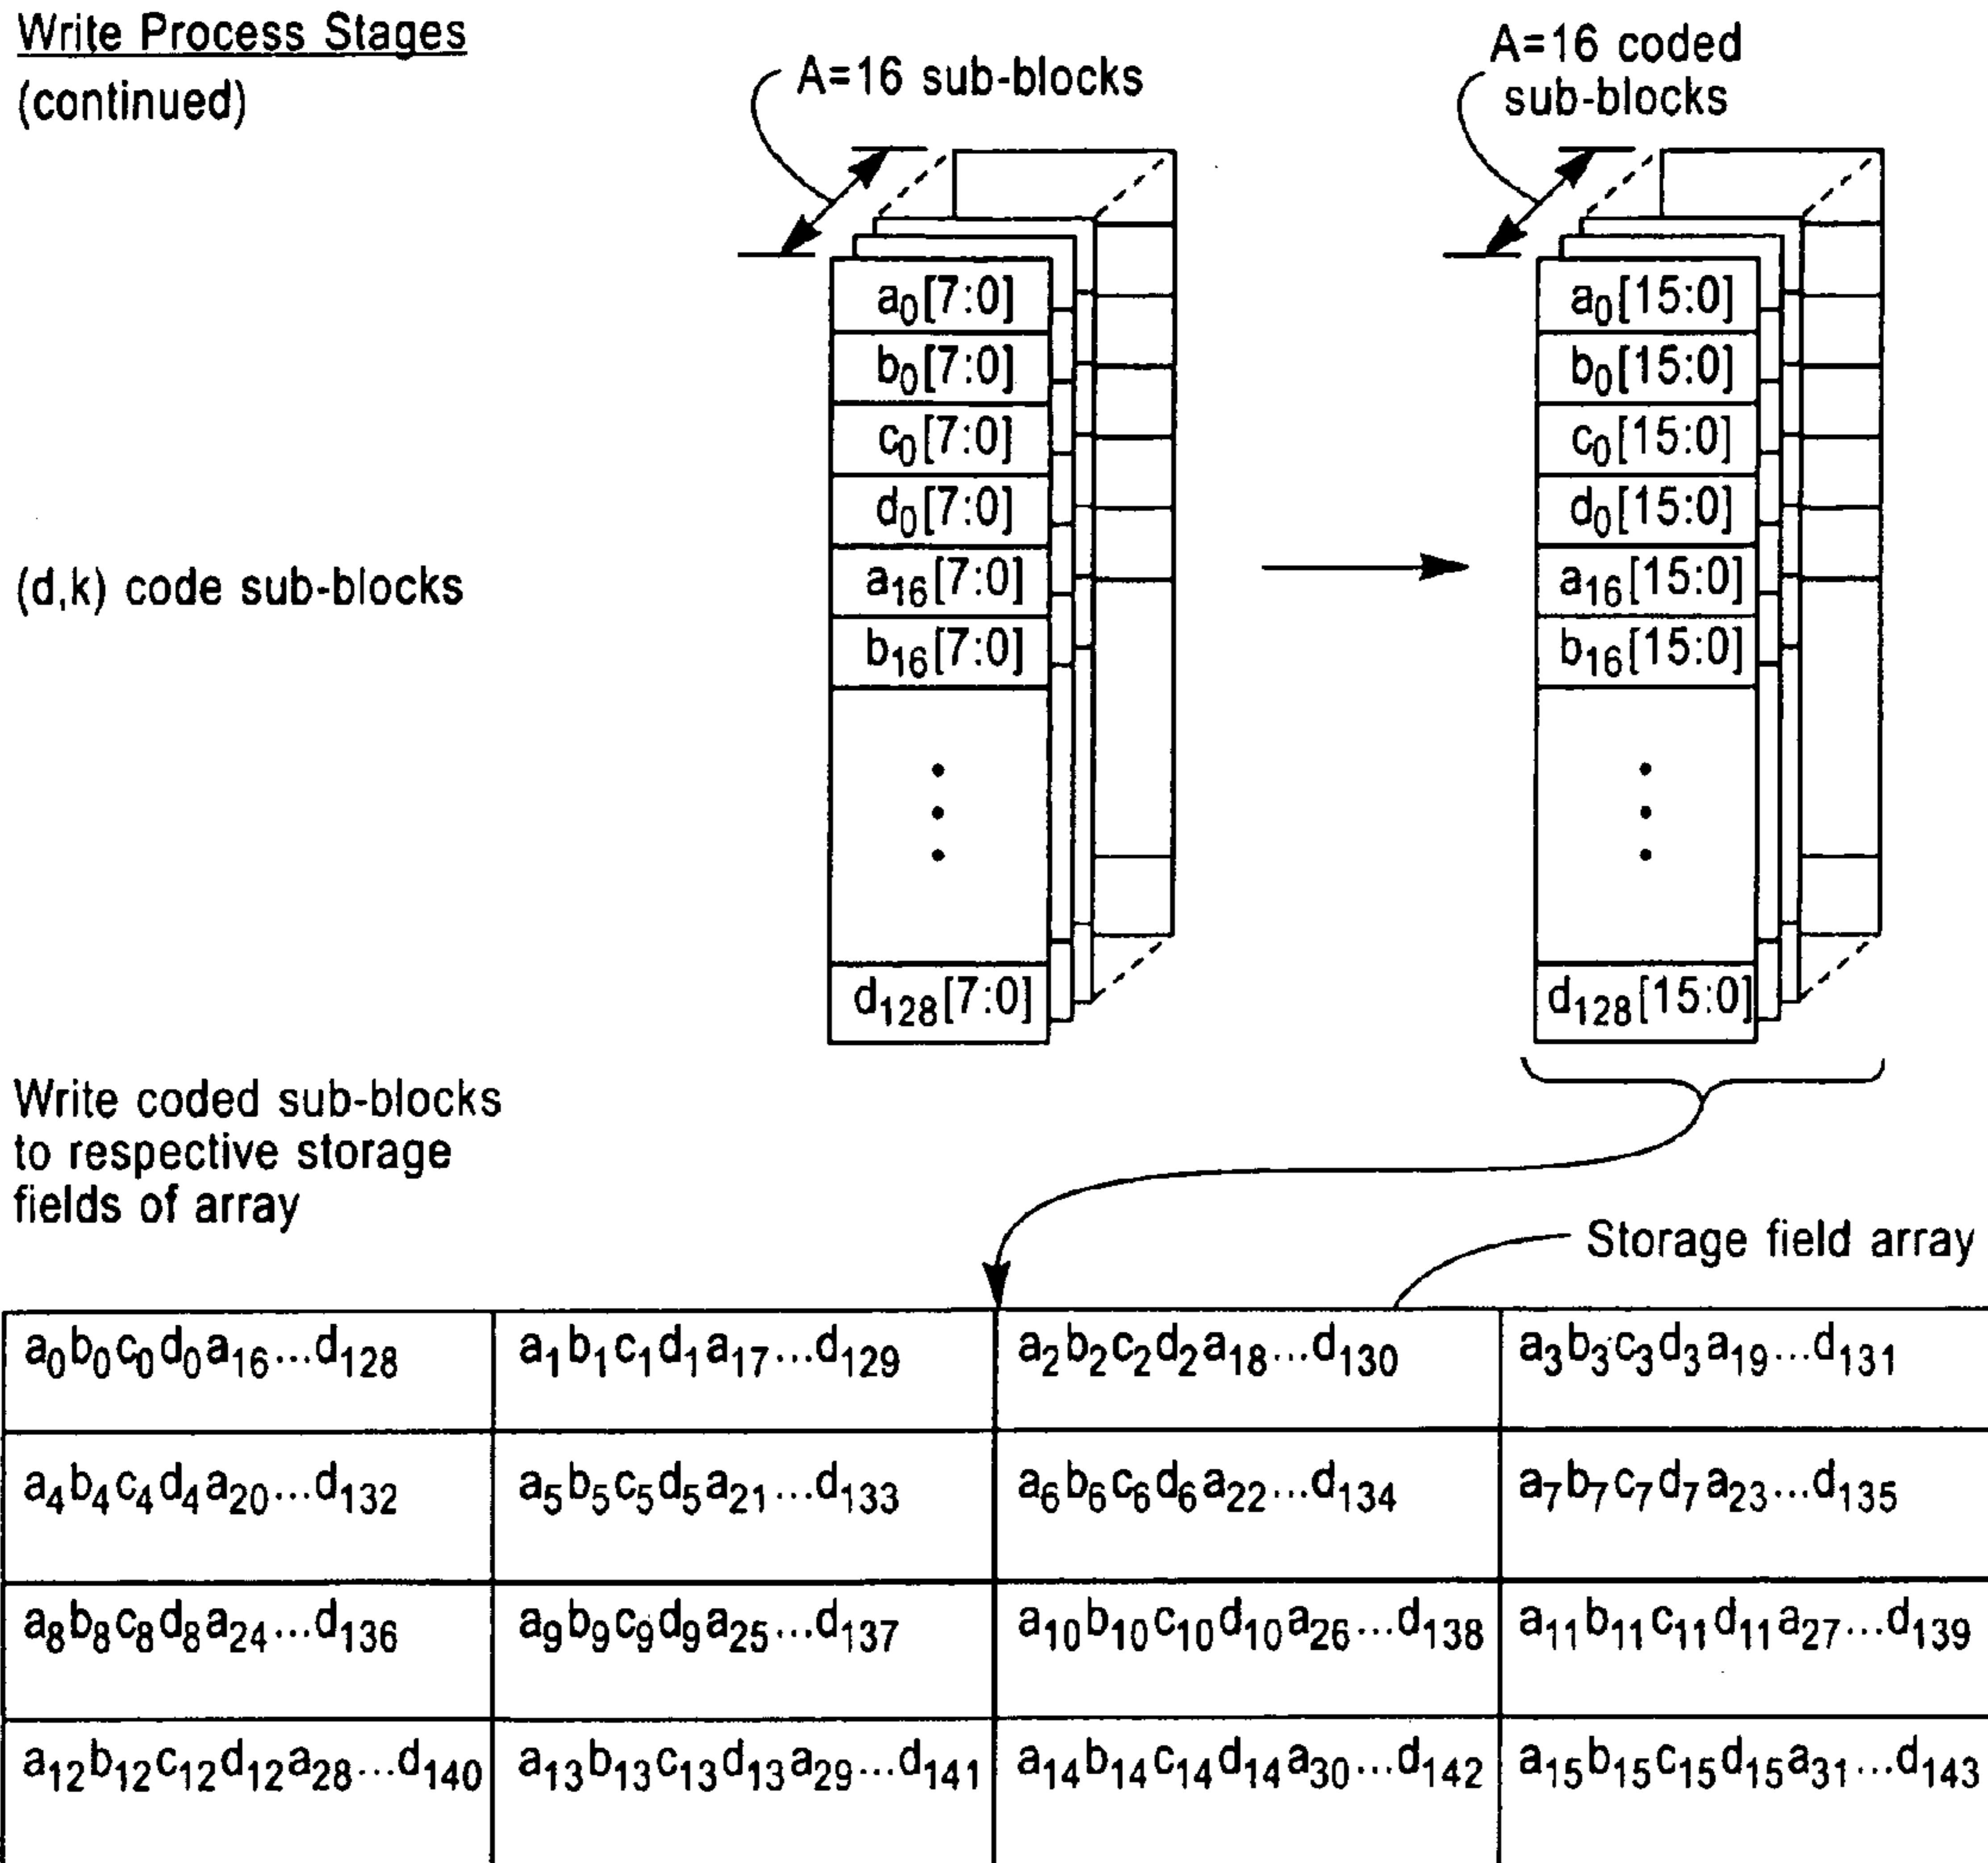 Write Process Stages
(continued)
A=16 sub-blocks
A=16 coded
sub-blocks
(d,k) code sub-blocks
a₀[7:0]
b₀[7:0]
c₀[7:0]
d₀[7:0]
a₁₆[7:0]
b₁₆[7:0]
d₁₂₈[7:0]
a₀[15:0]
b₀[15:0]
c₀[15:0]
d₀[15:0]
a₁₆[15:0]
b₁₆[15:0]
d₁₂₈[15:0]
Write coded sub-blocks
to respective storage
fields of array
Storage field array
a₀b₀c₀d₀a₁₆...d₁₂₈ a₁b₁c₁d₁a₁₇...d₁₂₉ a₂b₂c₂d₂a₁₈...d₁₃₀ a₃b₃c₃d₃a₁₉...d₁₃₁
a₄b₄c₄d₄a₂₀...d₁₃₂ a₅b₅c₅d₅a₂₁...d₁₃₃ a₆b₆c₆d₆a₂₂...d₁₃₄ a₇b₇c₇d₇a₂₃...d₁₃₅
a₈b₈c₈d₈a₂₄...d₁₃₆ a₉b₉c₉d₉a₂₅...d₁₃₇ a₁₀b₁₀c₁₀d₁₀a₂₆...d₁₃₈ a₁₁b₁₁c₁₁d₁₁a₂₇...d₁₃₉
a₁₂b₁₂c₁₂d₁₂a₂₈...d₁₄₀ a₁₃b₁₃c₁₃d₁₃a₂₉...d₁₄₁ a₁₄b₁₄c₁₄d₁₄a₃₀...d₁₄₂ a₁₅b₁₅c₁₅d₁₅a₃₁...d₁₄₃